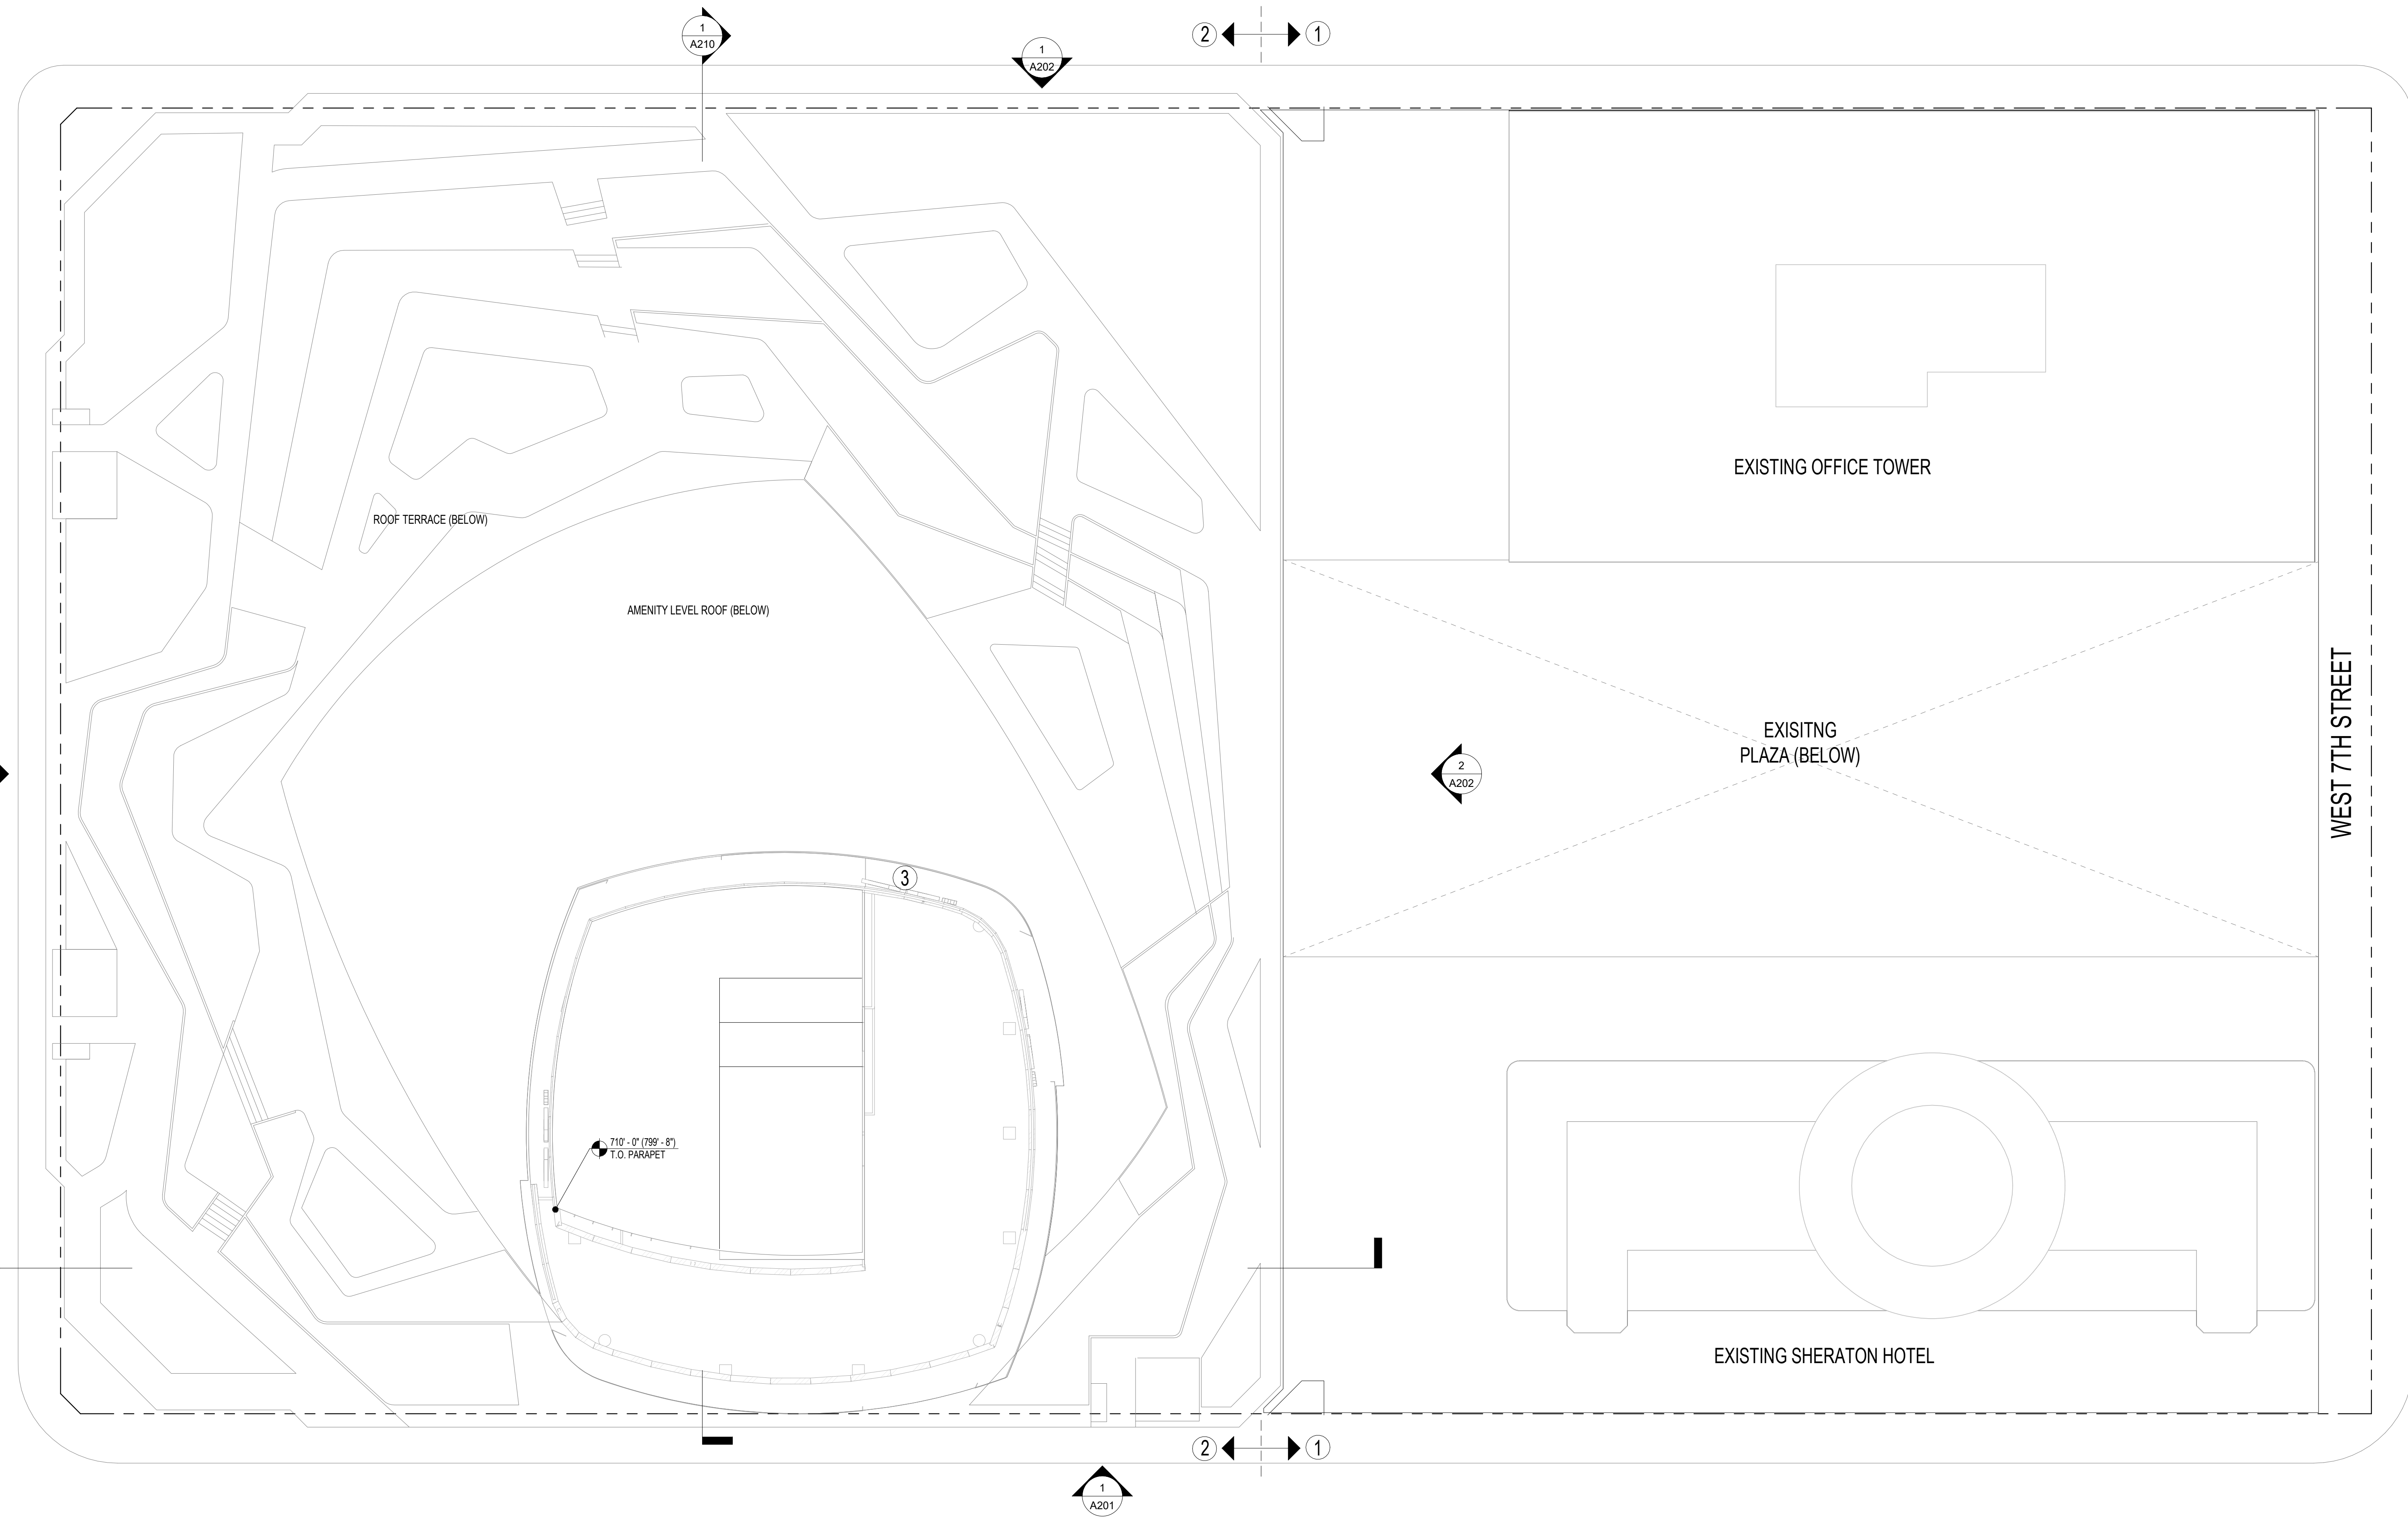 1
A210
1
A202
2
1
EXISTING OFFICE TOWER
ROOF TERRACE (BELOW)
AMENITY LEVEL ROOF (BELOW)
WEST 7TH STREET
EXISITNG
PLAZA (BELOW)
2
A202
3
710' - 0" (799' - 8")
T.O. PARAPET
EXISTING SHERATON HOTEL
2
1
1
A201